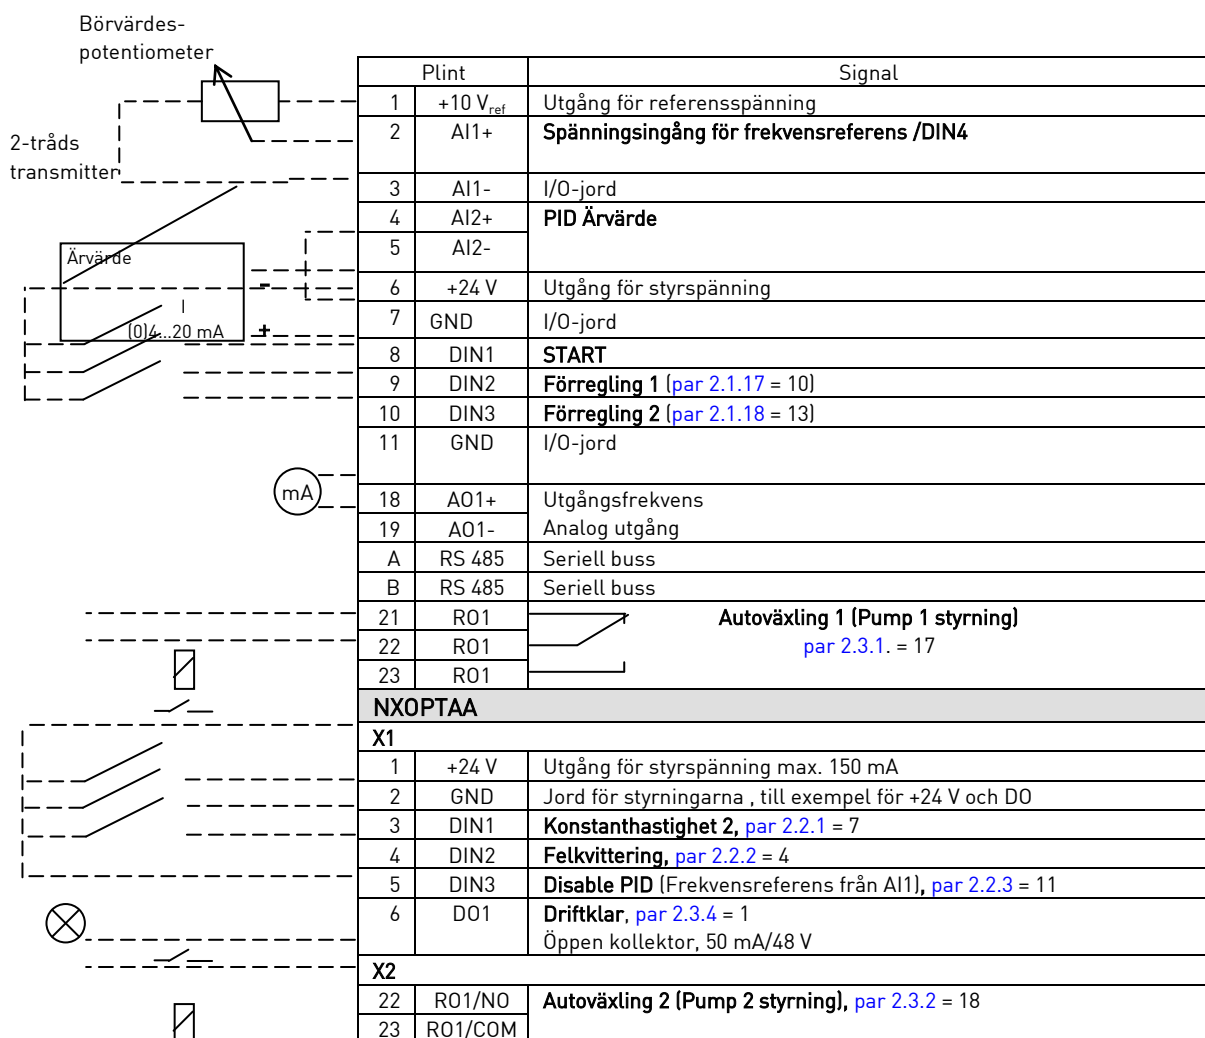 Börvärdes-
potentiometer
2-tråds
transmitter
Ärvärde
-
I
(0)4...20 mA +
mA
Plint Signal
1 +10 Vref Utgång för referensspänning
2 AI1+ Spänningsingång för frekvensreferens /DIN4
3 AI1- I/O-jord
4 AI2+ PID Ärvärde
5 AI2-
6 +24 V Utgång för styrspänning
7 GND I/O-jord
8 DIN1 START
9 DIN2 Förregling 1 (par 2.1.17 = 10)
10 DIN3 Förregling 2 (par 2.1.18 = 13)
11 GND I/O-jord
18 AO1+ Utgångsfrekvens
19 AO1- Analog utgång
A RS 485 Seriell buss
B RS 485 Seriell buss
21 RO1 Autoväxling 1 (Pump 1 styrning)
22 RO1 par 2.3.1. = 17
23 RO1
NXOPTAA
X1
1 +24 V Utgång för styrspänning max. 150 mA
2 GND Jord för styrningarna , till exempel för +24 V och DO
3 DIN1 Konstanthastighet 2, par 2.2.1 = 7
4 DIN2 Felkvittering, par 2.2.2 = 4
5 DIN3 Disable PID (Frekvensreferens från AI1), par 2.2.3 = 11
6 DO1 Driftklar, par 2.3.4 = 1
Öppen kollektor, 50 mA/48 V
X2
22 RO1/NO Autoväxling 2 (Pump 2 styrning), par 2.3.2 = 18
23 RO1/COM